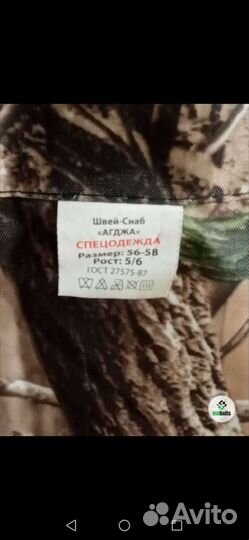 Швей-Снаб
«АГДЖА»
СПЕЦОДЕЖДА
Размер: 56-58
Рост: 5/6
ГОСТ 27575-87
Avito